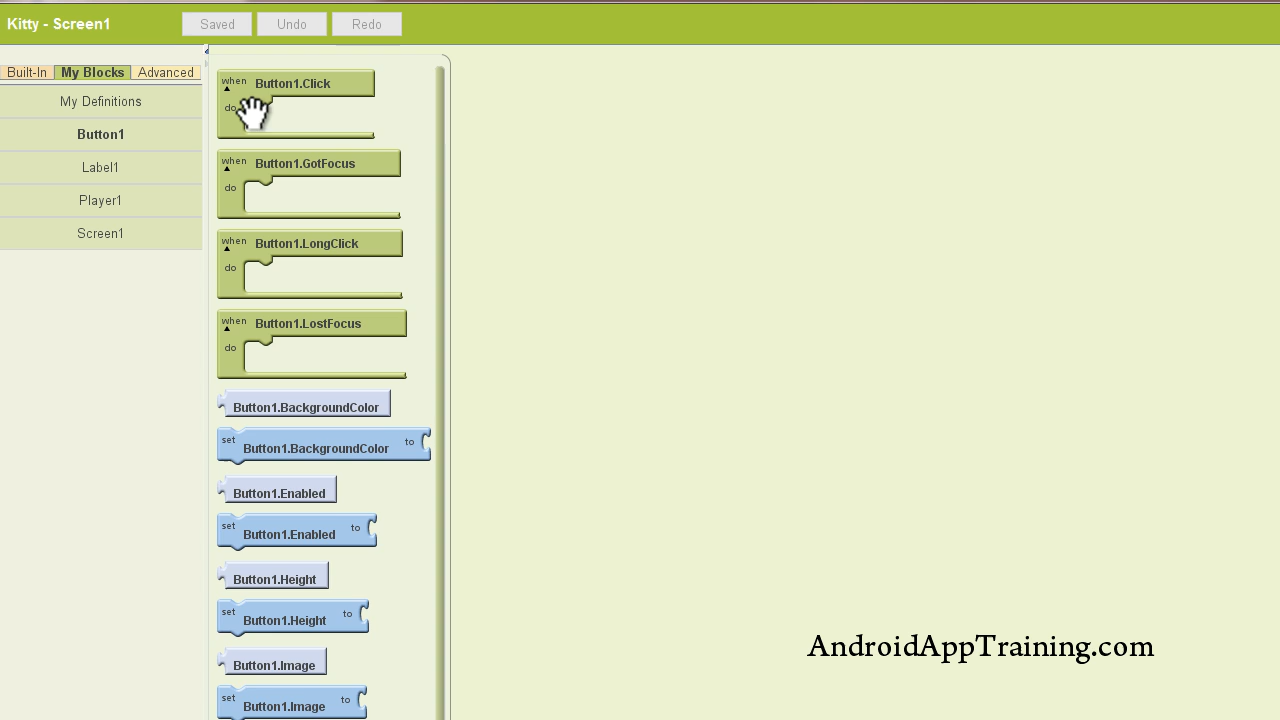 Kitty - Screen1
Saved
Undo
Redo
Built-In
My Blocks
Advanced
My Definitions
Button1
Label1
Player1
Screen1
when Button1.Click
do
when Button1.GotFocus
do
when Button1.LongClick
do
when Button1.LostFocus
do
Button1.BackgroundColor
set Button1.BackgroundColor to
Button1.Enabled
set Button1.Enabled to
Button1.Height
set Button1.Height to
Button1.Image
set Button1.Image to
AndroidAppTraining.com